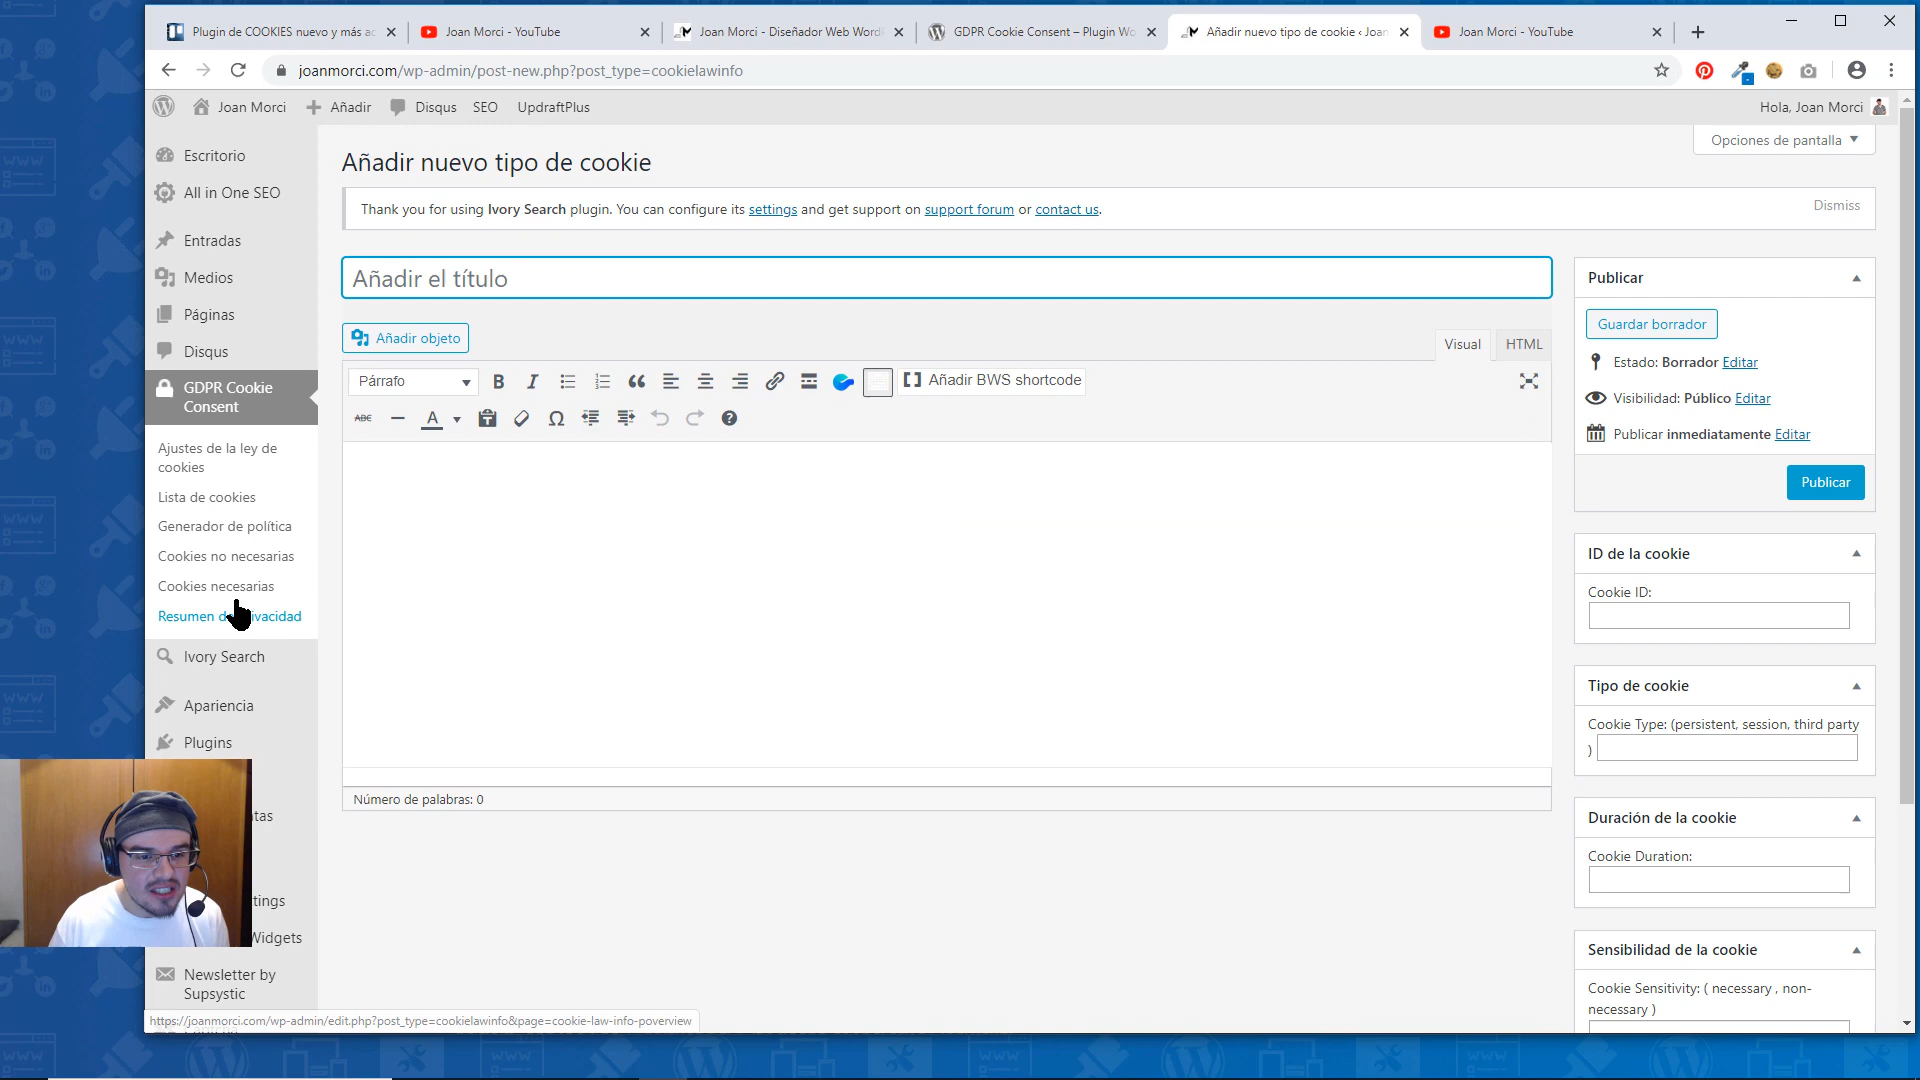 Plugin de COOKIES nuevo y más ac
Joan Morci - YouTube
Joan Morci - Diseñador Web Word
GDPR Cookie Consent – Plugin Wo
Añadir nuevo tipo de cookie ‹ Joan
Joan Morci - YouTube
joanmorci.com/wp-admin/post-new.php?post_type=cookielawinfo
Joan Morci
Añadir
Disqus
SEO
UpdraftPlus
Hola, Joan Morci
Opciones de pantalla
Escritorio
All in One SEO
Entradas
Medios
Páginas
Disqus
GDPR Cookie
Consent
Ajustes de la ley de
cookies
Lista de cookies
Generador de política
Cookies no necesarias
Cookies necesarias
Resumen d ivacidad
Ivory Search
Apariencia
Plugins
tas
tings
Widgets
Newsletter by
Supsystic
Añadir nuevo tipo de cookie
Thank you for using Ivory Search plugin. You can configure its settings and get support on support forum or contact us.
Dismiss
Añadir el título
Añadir objeto
Visual
HTML
Párrafo
Añadir BWS shortcode
ABC
Número de palabras: 0
Publicar
Guardar borrador
Estado: Borrador Editar
Visibilidad: Público Editar
Publicar inmediatamente Editar
Publicar
ID de la cookie
Cookie ID:
Tipo de cookie
Cookie Type: (persistent, session, third party
)
Duración de la cookie
Cookie Duration:
Sensibilidad de la cookie
Cookie Sensitivity: ( necessary , non-
necessary )
https://joanmorci.com/wp-admin/edit.php?post_type=cookielawinfo&page=cookie-law-info-poverview